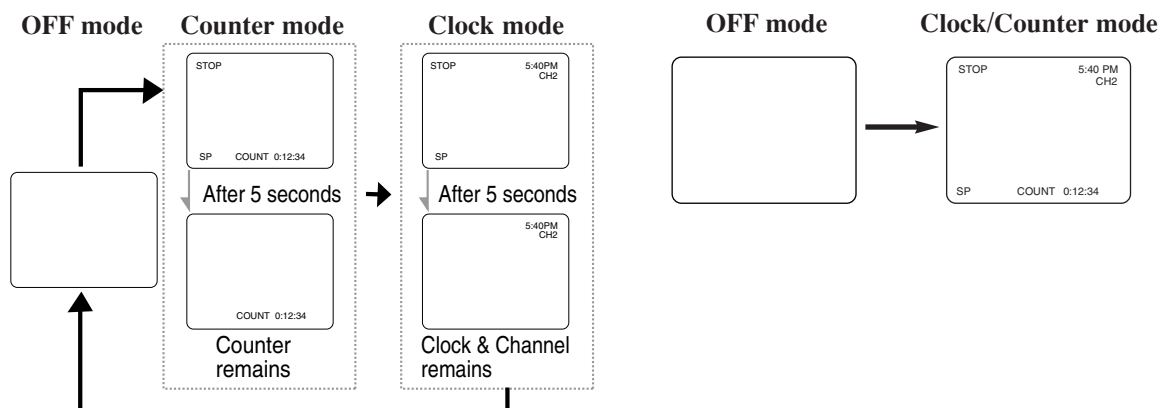 OFF mode
Counter mode
Clock mode
STOP
SP COUNT 0:12:34
After 5 seconds
COUNT 0:12:34
Counter
remains
STOP 5:40PM
CH2
SP
After 5 seconds
5:40PM
CH2
Clock & Channel
remains
OFF mode
Clock/Counter mode
STOP 5:40 PM
CH2
SP COUNT 0:12:34